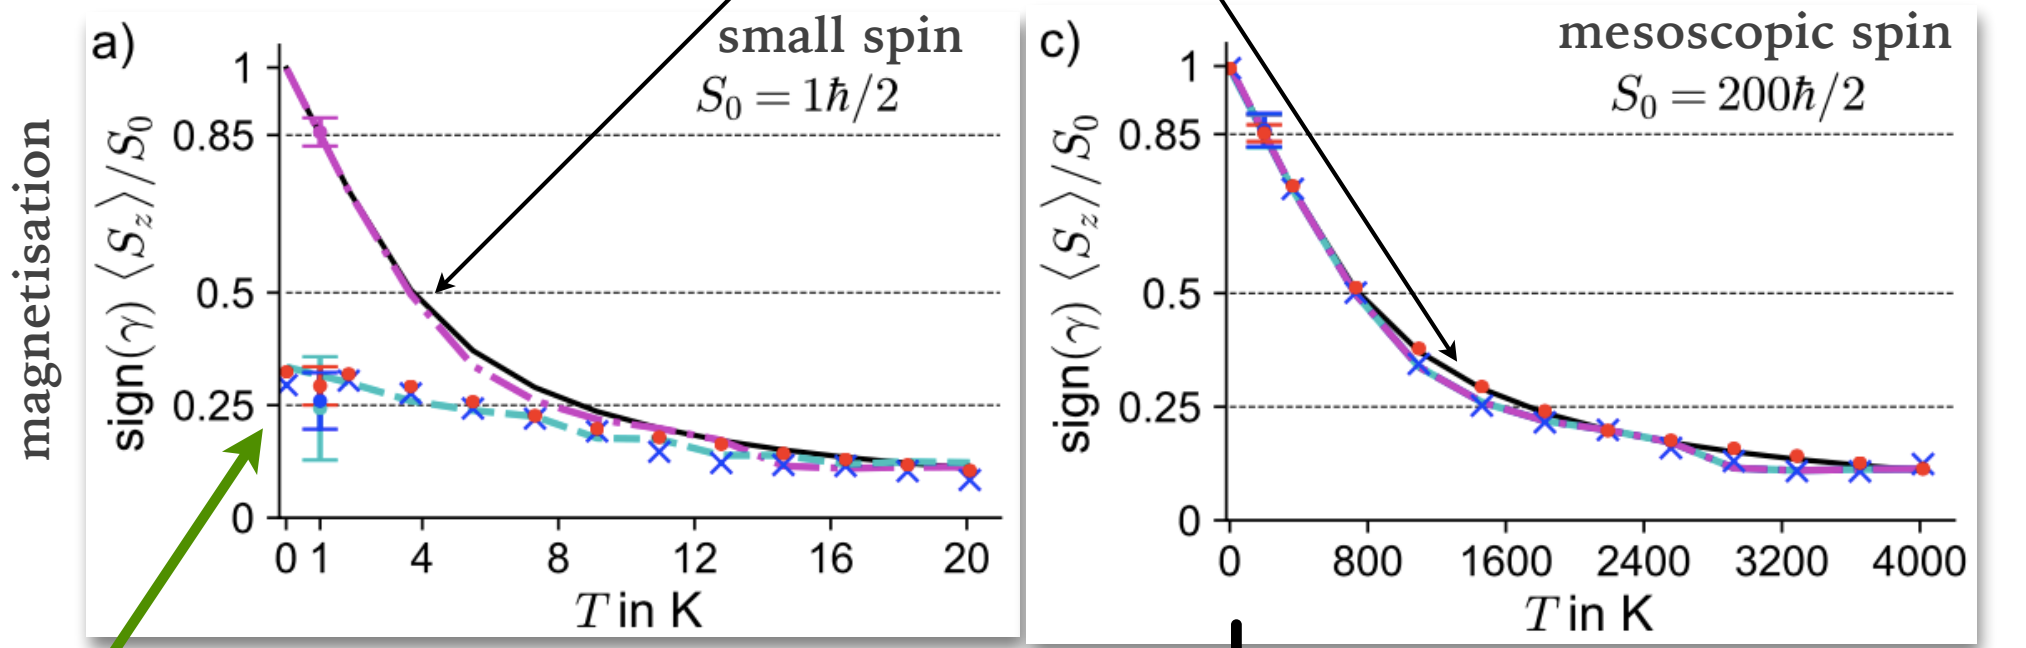 magnetisation
a)
small spin
S₀ = 1ħ/2
sign(γ) ⟨S_z⟩/S₀
1
0.85
0.5
0.25
0
0 1 4 8 12 16 20
T in K
c)
mesoscopic spin
S₀ = 200ħ/2
sign(γ) ⟨S_z⟩/S₀
1
0.85
0.5
0.25
0
0 800 1600 2400 3200 4000
T in K